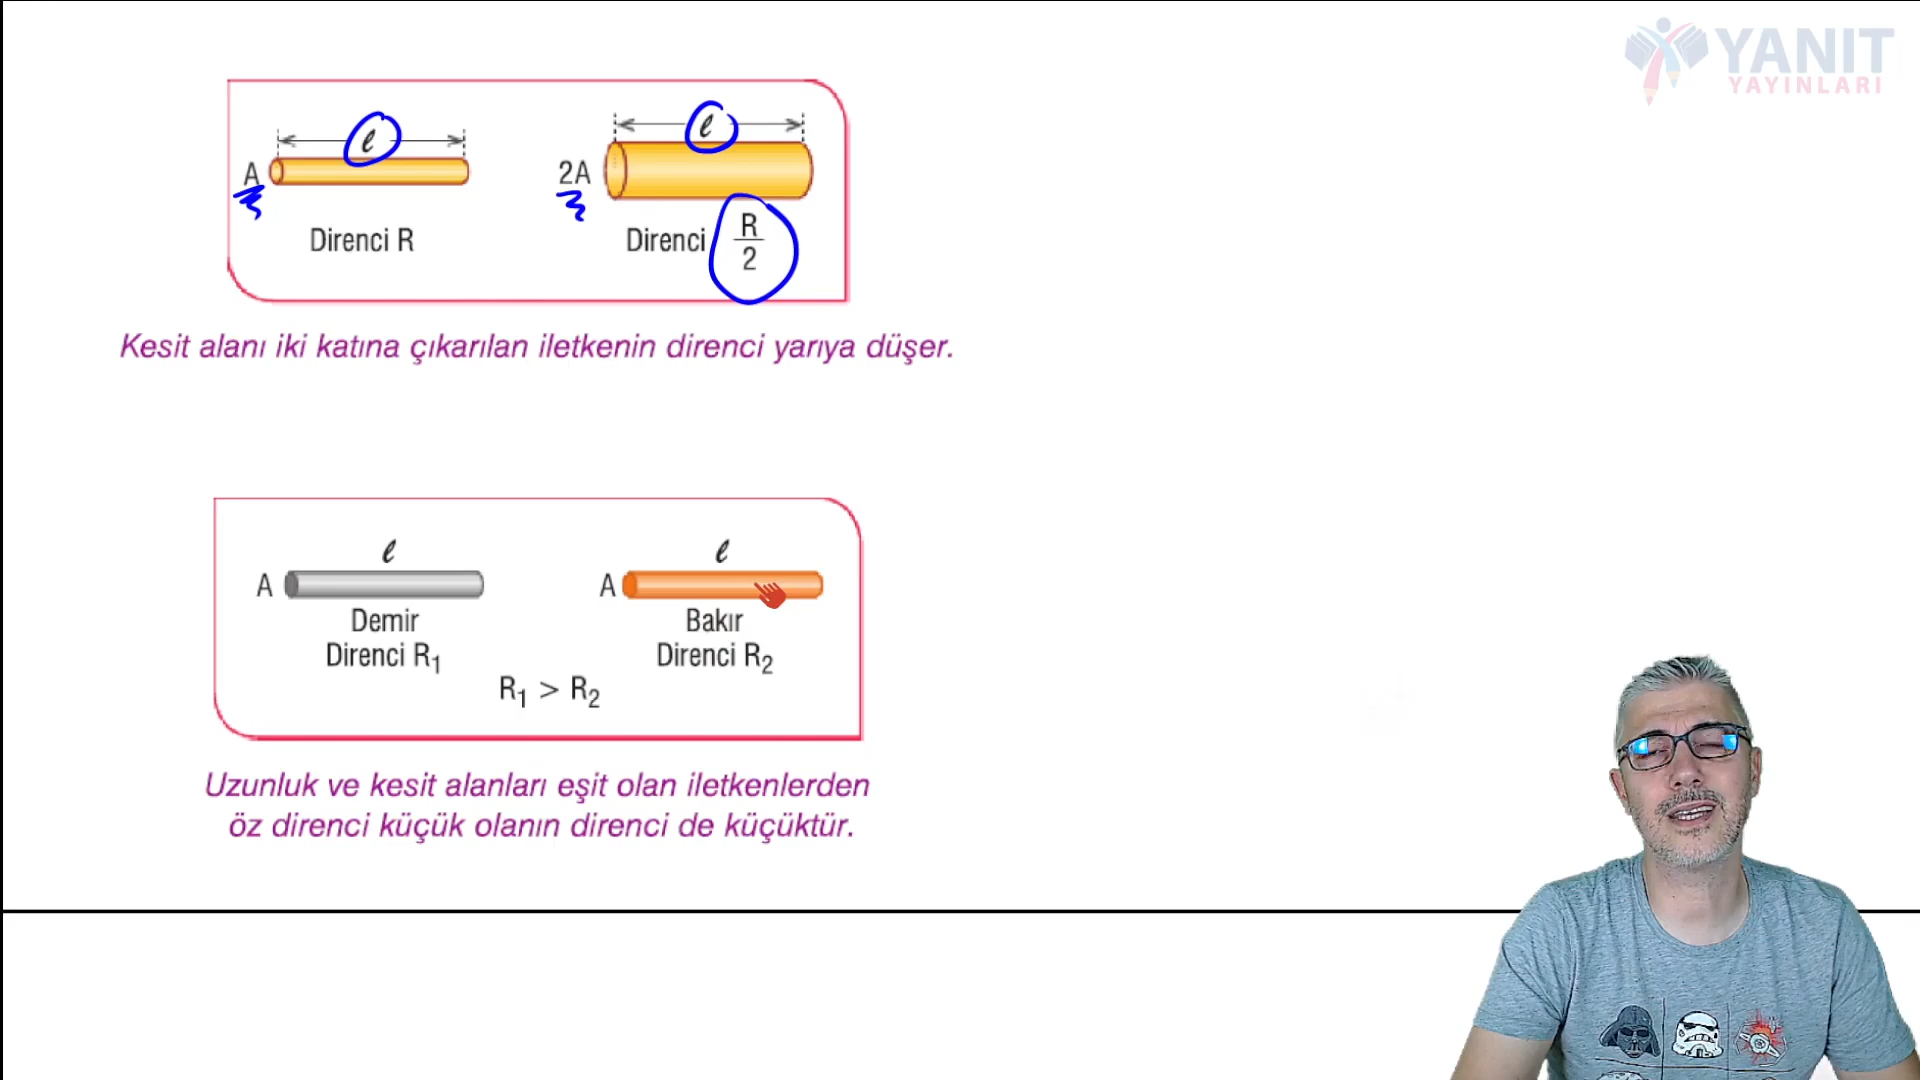 YANIT
YAYINLARI
ℓ
ℓ
A
2A
Direnci R
Direnci R/2
Kesit alanı iki katına çıkarılan iletkenin direnci yarıya düşer.
ℓ
ℓ
A
A
Demir
Bakır
Direnci R₁
Direnci R₂
R₁ > R₂
Uzunluk ve kesit alanları eşit olan iletkenlerden
öz direnci küçük olanın direnci de küçüktür.